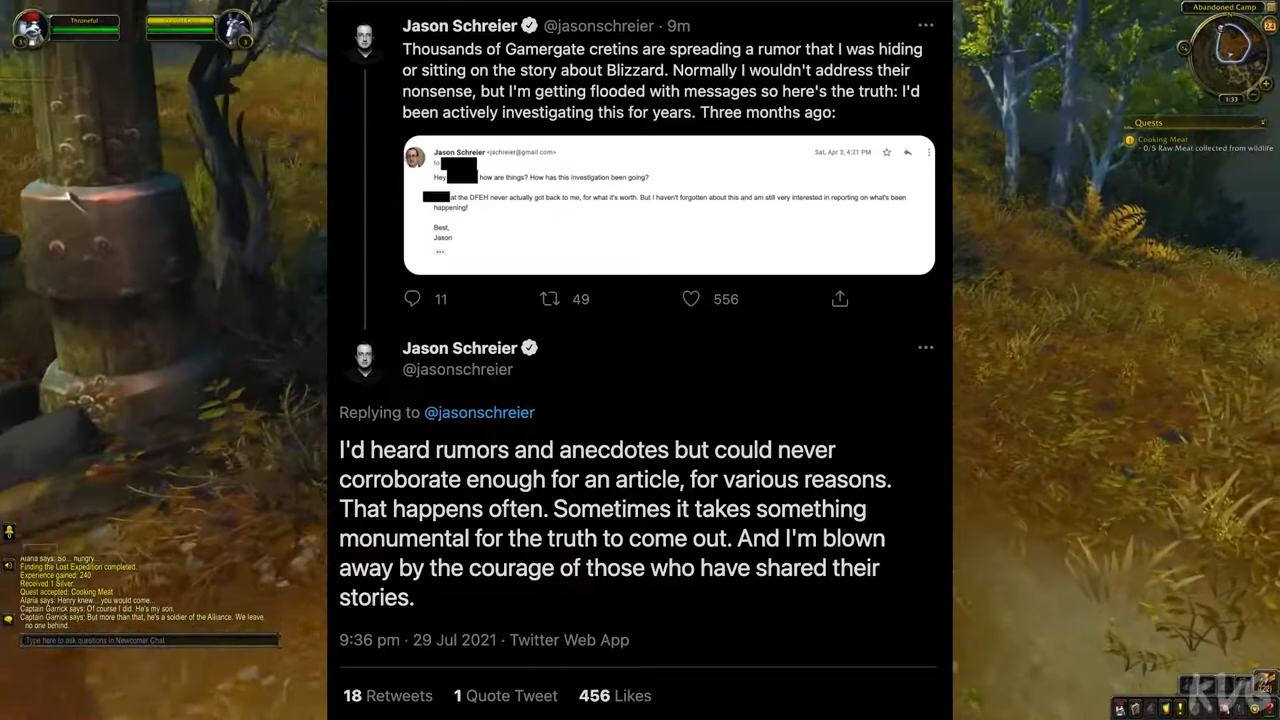 Throneful
Abandoned Camp
24
3
3
1:33
Quests
Cooking Meat
0/5 Raw Meat collected from wildlife
Jason Schreier @jasonschreier · 9m
Thousands of Gamergate cretins are spreading a rumor that I was hiding
or sitting on the story about Blizzard. Normally I wouldn't address their
nonsense, but I'm getting flooded with messages so here's the truth: I'd
been actively investigating this for years. Three months ago:
Jason Schreier <jschreier@gmail.com>
Sat, Apr 3, 4:21 PM
to
Hey how are things? How has this investigation been going?
at the DFEH never actually got back to me, for what it's worth. But I haven't forgotten about this and am still very interested in reporting on what's been
happening!
Best,
Jason
11
49
556
Jason Schreier
@jasonschreier
Replying to @jasonschreier
I'd heard rumors and anecdotes but could never
corroborate enough for an article, for various reasons.
That happens often. Sometimes it takes something
monumental for the truth to come out. And I'm blown
away by the courage of those who have shared their
stories.
9:36 pm · 29 Jul 2021 · Twitter Web App
18 Retweets 1 Quote Tweet 456 Likes
Alaria says: So... hungry.
Finding the Lost Expedition completed.
Experience gained: 240.
Received 1 Silver.
Quest accepted: Cooking Meat
Alaria says: Henry knew... you would come...
Captain Garrick says: Of course I did. He's my son.
Captain Garrick says: But more than that, he's a soldier of the Alliance. We leave
no one behind.
Type here to ask questions in Newcomer Chat.